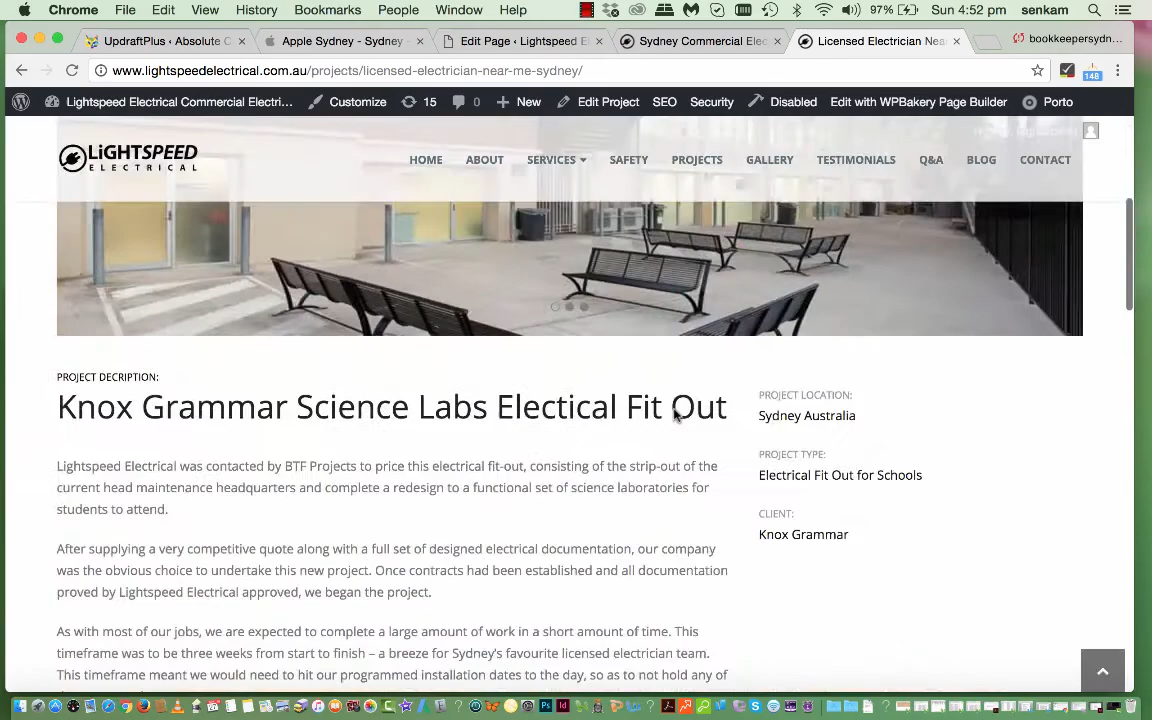 Chrome File Edit View History Bookmarks People Window Help 97% Sun 4:52 pm senkam
UpdraftPlus ‹ Absolute C Apple Sydney - Sydney Edit Page ‹ Lightspeed El Sydney Commercial Elec Licensed Electrician Near bookkeepersydn...
www.lightspeedelectrical.com.au/projects/licensed-electrician-near-me-sydney/ 148
Lightspeed Electrical Commercial Electri... Customize 15 0 New Edit Project SEO Security Disabled Edit with WPBakery Page Builder Porto
LIGHTSPEED
ELECTRICAL
HOME ABOUT SERVICES SAFETY PROJECTS GALLERY TESTIMONIALS Q&A BLOG CONTACT
PROJECT DECRIPTION:
Knox Grammar Science Labs Electical Fit Out
Lightspeed Electrical was contacted by BTF Projects to price this electrical fit-out, consisting of the strip-out of the
current head maintenance headquarters and complete a redesign to a functional set of science laboratories for
students to attend.
After supplying a very competitive quote along with a full set of designed electrical documentation, our company
was the obvious choice to undertake this new project. Once contracts had been established and all documentation
proved by Lightspeed Electrical approved, we began the project.
As with most of our jobs, we are expected to complete a large amount of work in a short amount of time. This
timeframe was to be three weeks from start to finish – a breeze for Sydney's favourite licensed electrician team.
This timeframe meant we would need to hit our programmed installation dates to the day, so as to not hold any of
PROJECT LOCATION:
Sydney Australia
PROJECT TYPE:
Electrical Fit Out for Schools
CLIENT:
Knox Grammar